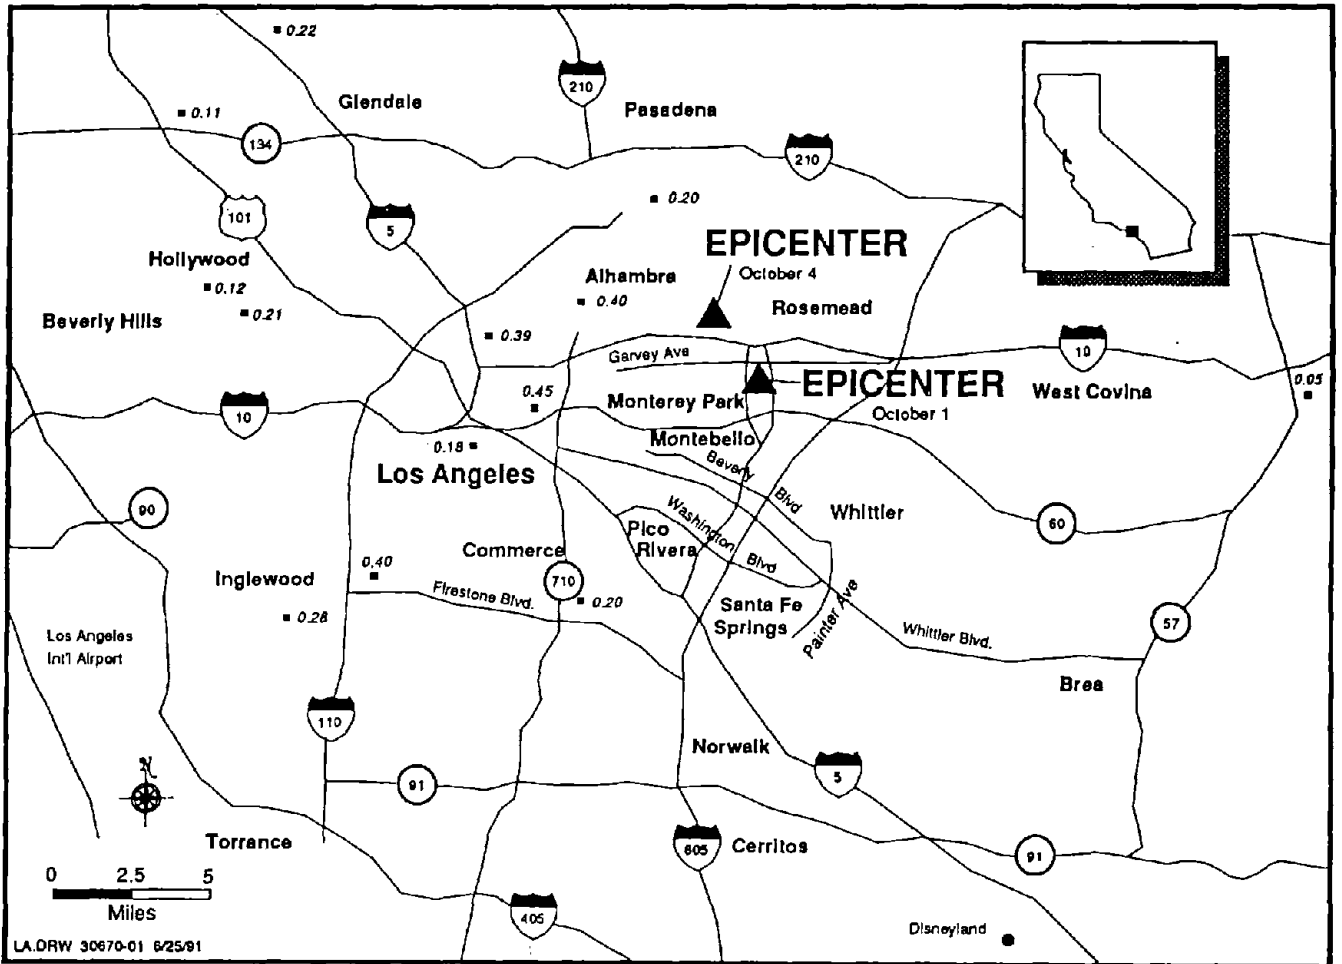 0.22
210
Glendale
Pasadena
0.11
134
210
0.20
101
5
EPICENTER
October 4
Hollywood
Alhambra
0.12
0.40
0.21
Rosemead
Beverly Hills
0.39
Garvey Ave
10
EPICENTER
October 1
West Covina
0.05
0.45
Monterey Park
10
Montebello
0.18
Los Angeles
Beverly
Blvd
90
Washington
Blvd
Whittier
60
Pico
Rivera
Commerce
0.40
Inglewood
710
Firestone Blvd.
0.20
0.28
Santa Fe
Springs
Painter Ave
57
Los Angeles
Int'l Airport
Whittier Blvd.
Brea
110
Norwalk
N
91
5
Torrance
605
Cerritos
91
0 2.5 5
Miles
405
Disneyland
LA.DRW 30670-01 6/25/91